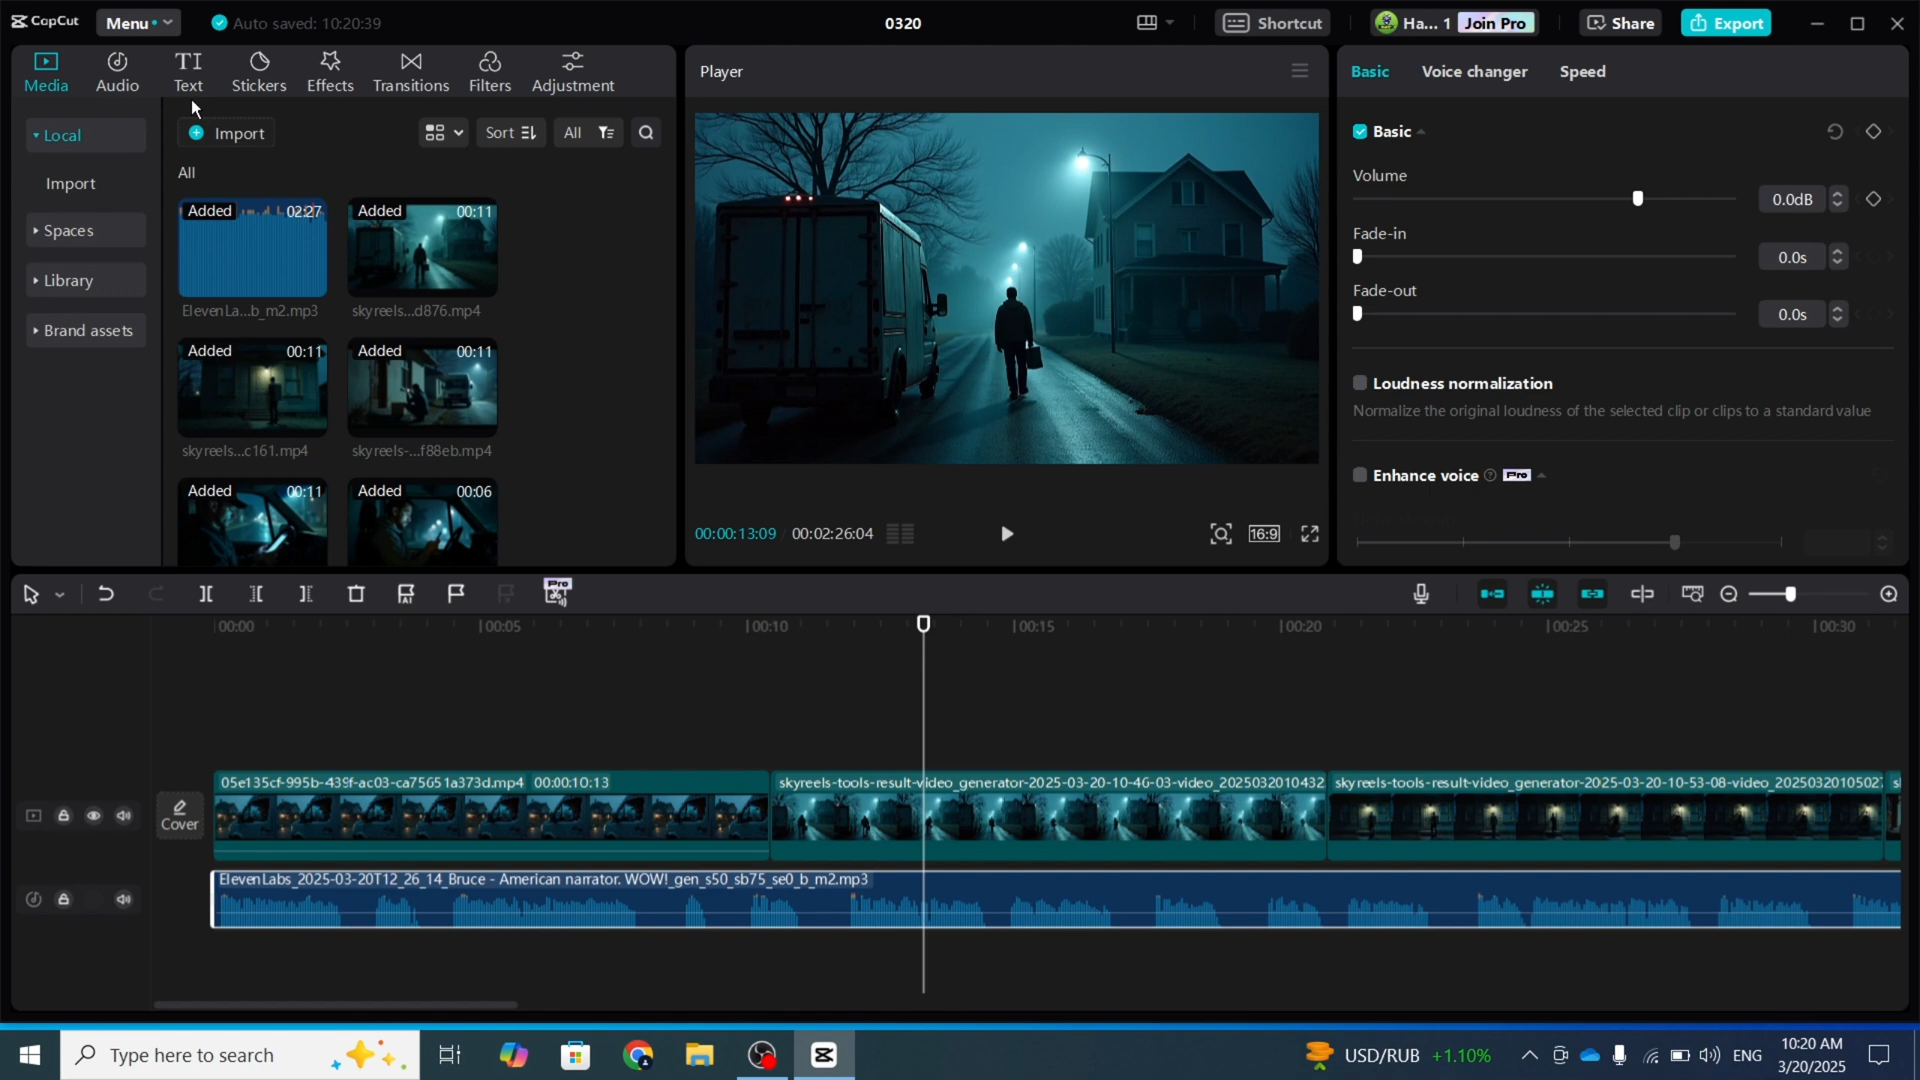 CapCut
Menu
Auto saved: 10:20:39
0320
Shortcut
Ha... 1
Join Pro
Share
Export
Media
Audio
Text
Stickers
Effects
Transitions
Filters
Adjustment
Local
Import
Spaces
Library
Brand assets
Import
Sort
All
All
Added 02:27
ElevenLa...b_m2.mp3
Added 00:11
skyreels...d876.mp4
Added 00:11
skyreels...c161.mp4
Added 00:11
skyreels-...f88eb.mp4
Added 00:11
Added 00:06
Player
00:00:13:09
00:02:26:04
16:9
Basic
Voice changer
Speed
Basic
Volume
0.0dB
Fade-in
0.0s
Fade-out
0.0s
Loudness normalization
Normalize the original loudness of the selected clip or clips to a standard value
Enhance voice
Pro
Pro
00:00
00:05
00:10
00:15
00:20
00:25
00:30
Cover
05e135cf-995b-439f-ac03-ca75651a373d.mp4 00:00:10:13
skyreels-tools-result-video_generator-2025-03-20-10-46-03-video_2025032010432
skyreels-tools-result-video_generator-2025-03-20-10-53-08-video_20250320105027
ElevenLabs_2025-03-20T12_26_14_Bruce - American narrator. WOW!_gen_s50_sb75_se0_b_m2.mp3
Type here to search
USD/RUB +1.10%
ENG
10:20 AM
3/20/2025